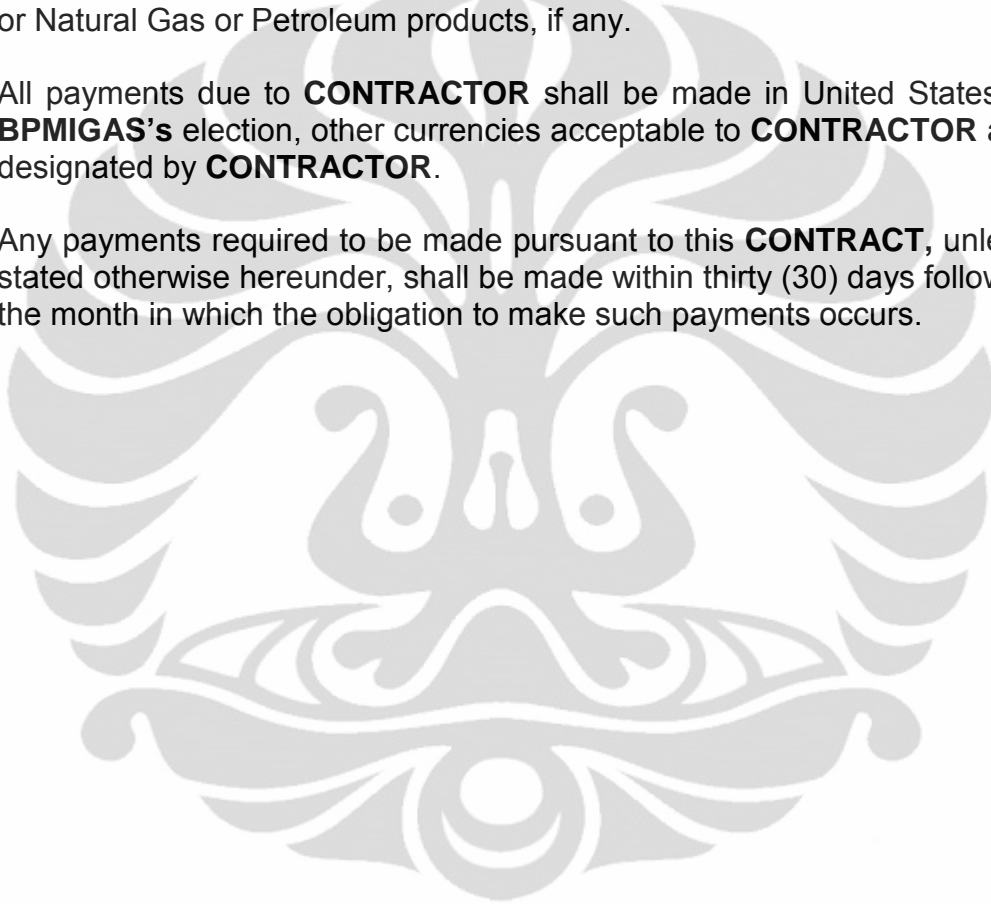 or Natural Gas or Petroleum products, if any.
All payments due to CONTRACTOR shall be made in United States
BPMIGAS’s election, other currencies acceptable to CONTRACTOR
designated by CONTRACTOR.
Any payments required to be made pursuant to this CONTRACT,
stated otherwise hereunder, shall be made within thirty (30) days
the month in which the obligation to make such payments occurs.